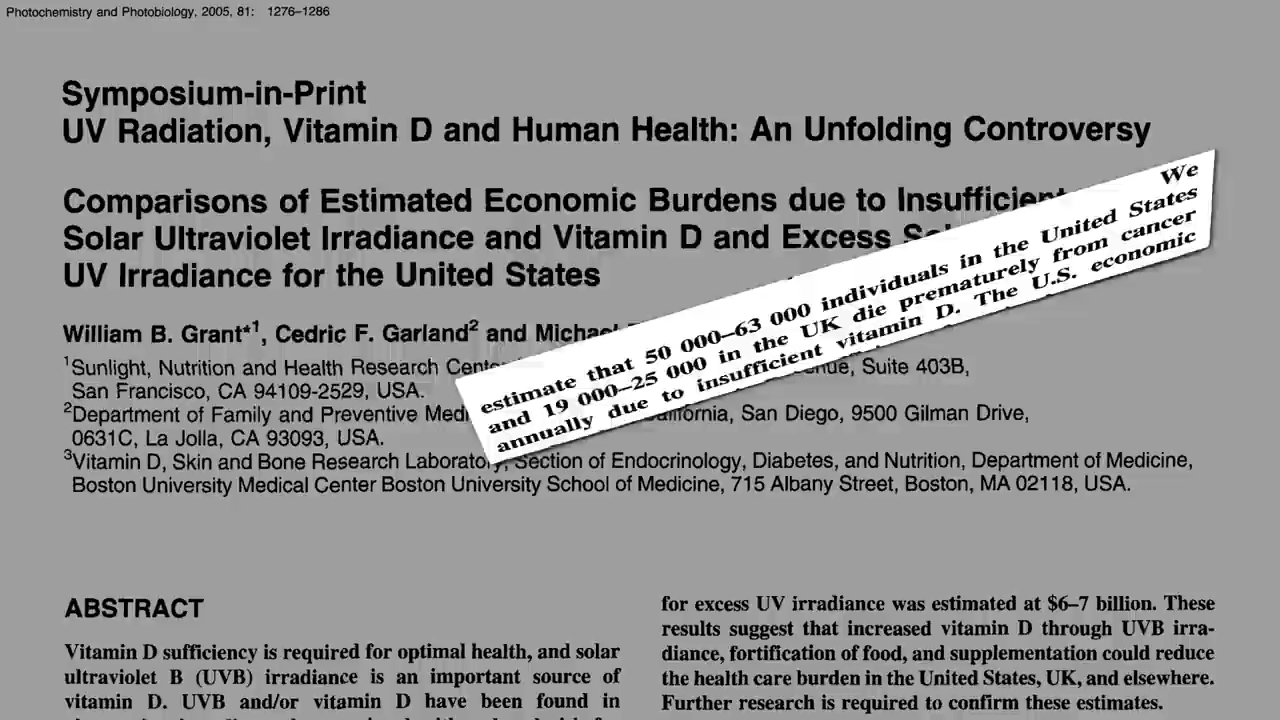 Photochemistry and Photobiology, 2005, 81: 1276–1286
Symposium-in-Print
UV Radiation, Vitamin D and Human Health: An Unfolding Controversy
Comparisons of Estimated Economic Burdens due to Insufficient
Solar Ultraviolet Irradiance and Vitamin D and Excess
UV Irradiance for the United States
William B. Grant*1, Cedric F. Garland2 and
We
estimate that 50 000–63 000 individuals in the United States
and 19 000–25 000 in the UK die prematurely from cancer
annually due to insufficient vitamin D. The U.S. economic
1Sunlight, Nutrition and Health Research Suite 403B,
San Francisco, CA 94109-2529, USA.
2Department of Family and Preventive San Diego, 9500 Gilman Drive,
0631C, La Jolla, CA 93093, USA.
3Vitamin D, Skin and Bone Research Laboratory, Section of Endocrinology, Diabetes, and Nutrition, Department of Medicine,
Boston University Medical Center Boston University School of Medicine, 715 Albany Street, Boston, MA 02118, USA.
ABSTRACT
Vitamin D sufficiency is required for optimal health, and solar
ultraviolet B (UVB) irradiance is an important source of
vitamin D. UVB and/or vitamin D have been found in
for excess UV irradiance was estimated at $6–7 billion. These
results suggest that increased vitamin D through UVB irra-
diance, fortification of food, and supplementation could reduce
the health care burden in the United States, UK, and elsewhere.
Further research is required to confirm these estimates.